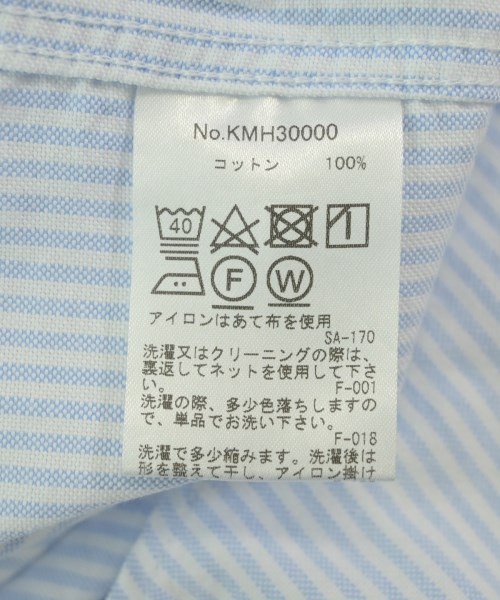 No.KMH30000
コットン 100%
40
F W
アイロンはあて布を使用
SA-170
洗濯又はクリーニングの際は、
裏返してネットを使用して下さ
い。 F-001
洗濯の際、多少色落ちしますの
で、単品でお洗い下さい。
F-018
洗濯で多少縮みます。洗濯後は
形を整えて干し、アイロン掛け